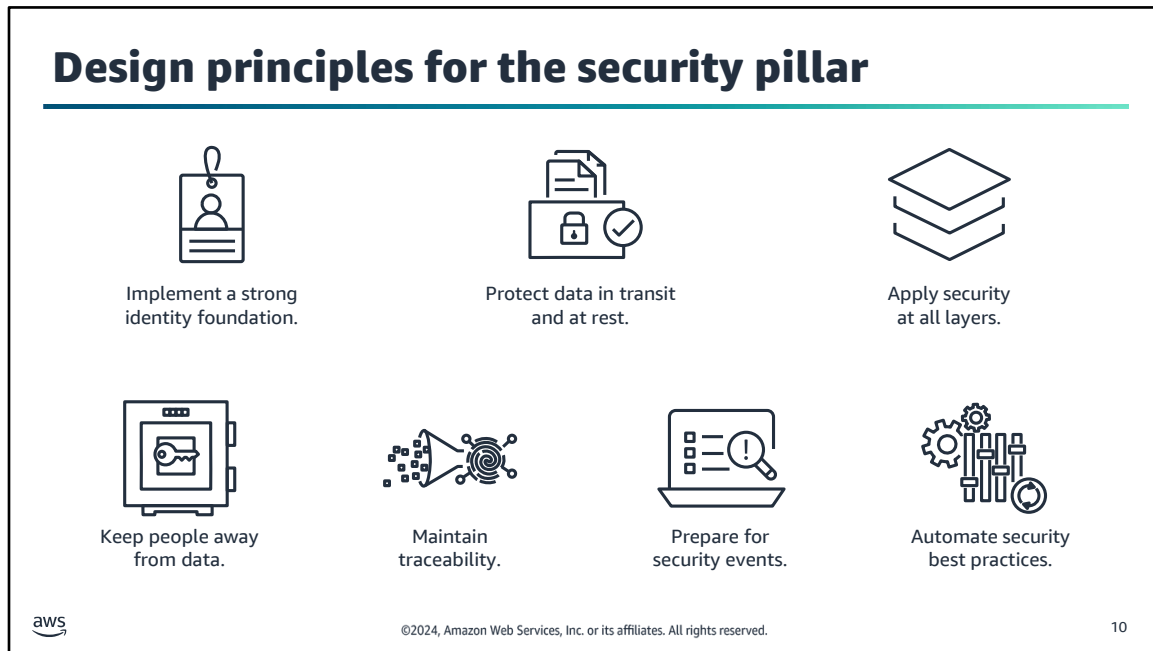 Design principles for the security pillar
Implement a strong
identity foundation.
Protect data in transit
and at rest.
Apply security
at all layers.
Keep people away
from data.
Maintain
traceability.
Prepare for
security events.
Automate security
best practices.
aws
©2024, Amazon Web Services, Inc. or its affiliates. All rights reserved.
10